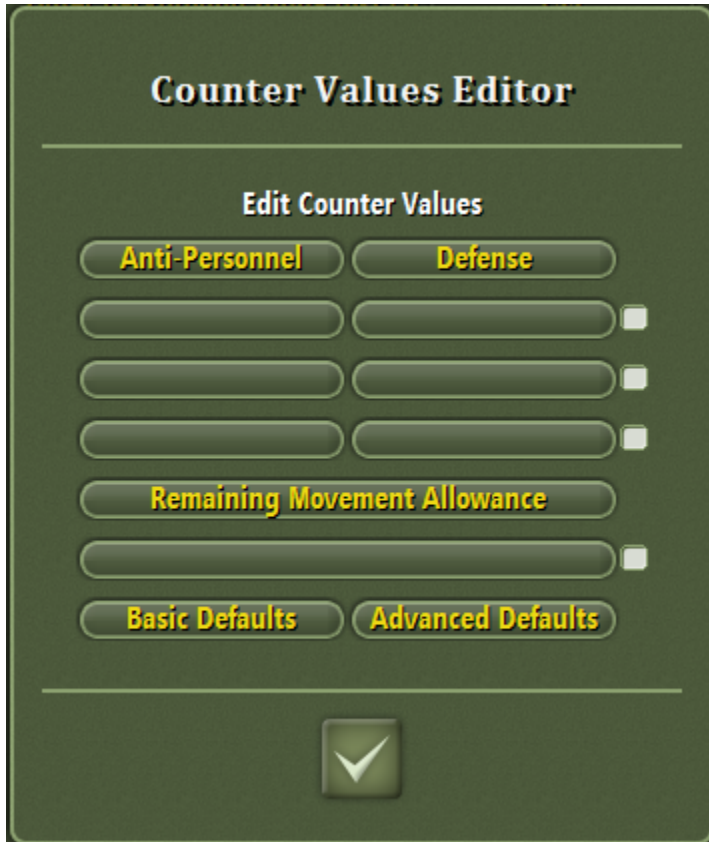 Counter Values Editor
Edit Counter Values
Anti-Personnel Defense
Remaining Movement Allowance
Basic Defaults Advanced Defaults